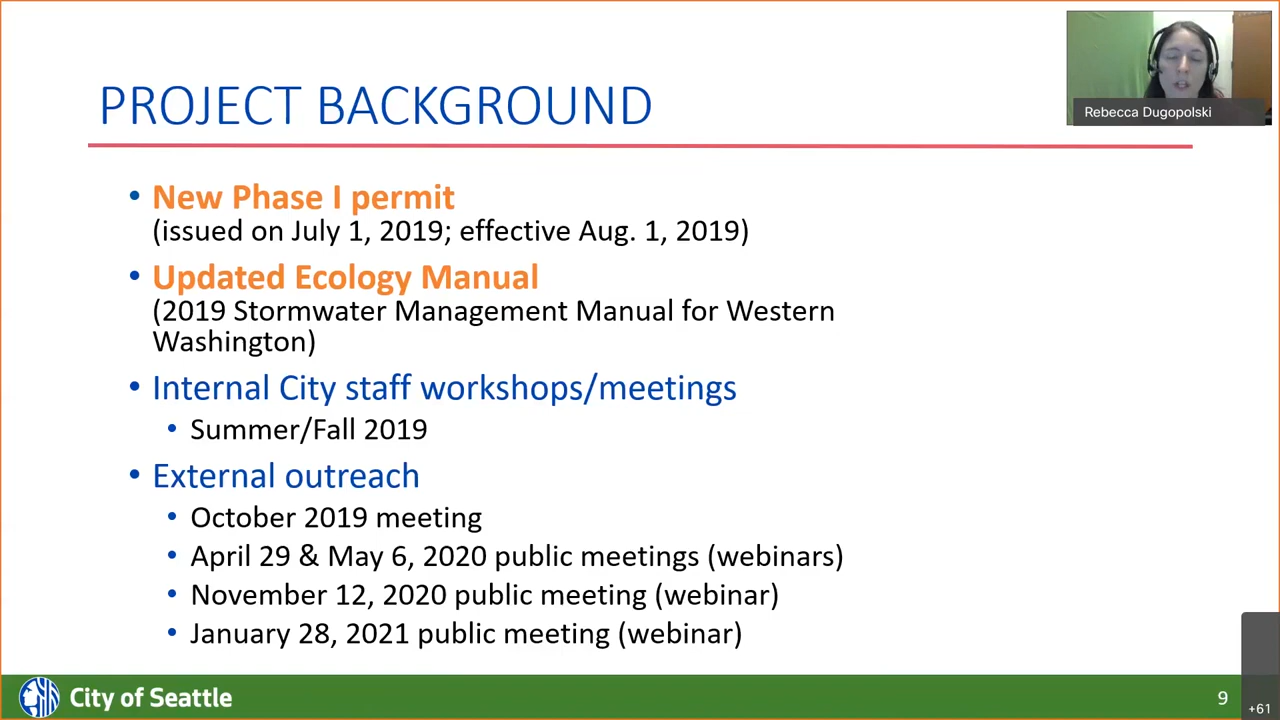 Rebecca Dugopolski
PROJECT BACKGROUND
• New Phase I permit
(issued on July 1, 2019; effective Aug. 1, 2019)
• Updated Ecology Manual
(2019 Stormwater Management Manual for Western
Washington)
• Internal City staff workshops/meetings
• Summer/Fall 2019
• External outreach
• October 2019 meeting
• April 29 & May 6, 2020 public meetings (webinars)
• November 12, 2020 public meeting (webinar)
• January 28, 2021 public meeting (webinar)
City of Seattle
9
+61